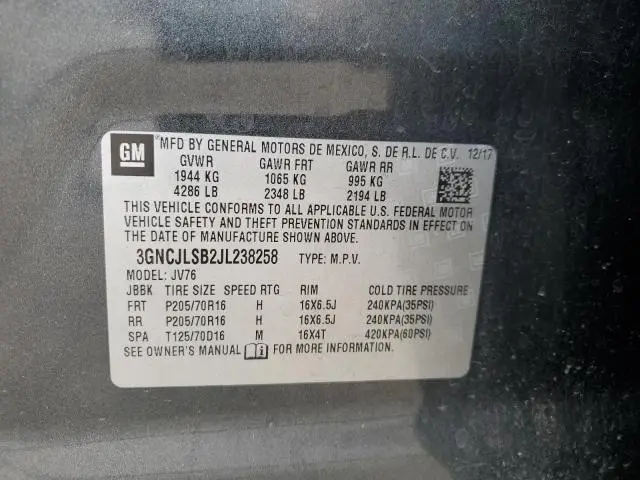 GM
®MFD BY GENERAL MOTORS DE MEXICO, S. DE R.L. DE C.V. 12/17
GVWR GAWR FRT GAWR RR
1944 KG 1065 KG 995 KG
4286 LB 2348 LB 2194 LB
THIS VEHICLE CONFORMS TO ALL APPLICABLE U.S. FEDERAL MOTOR
VEHICLE SAFETY AND THEFT PREVENTION STANDARDS IN EFFECT ON
THE DATE OF MANUFACTURE SHOWN ABOVE.
3GNCJLSB2JL238258 TYPE: M.P.V.
MODEL: JV76
JBBK TIRE SIZE SPEED RTG RIM COLD TIRE PRESSURE
FRT P205/70R16 H 16X6.5J 240KPA(35PSI)
RR P205/70R16 H 16X6.5J 240KPA(35PSI)
SPA T125/70D16 M 16X4T 420KPA(60PSI)
SEE OWNER'S MANUAL FOR MORE INFORMATION.